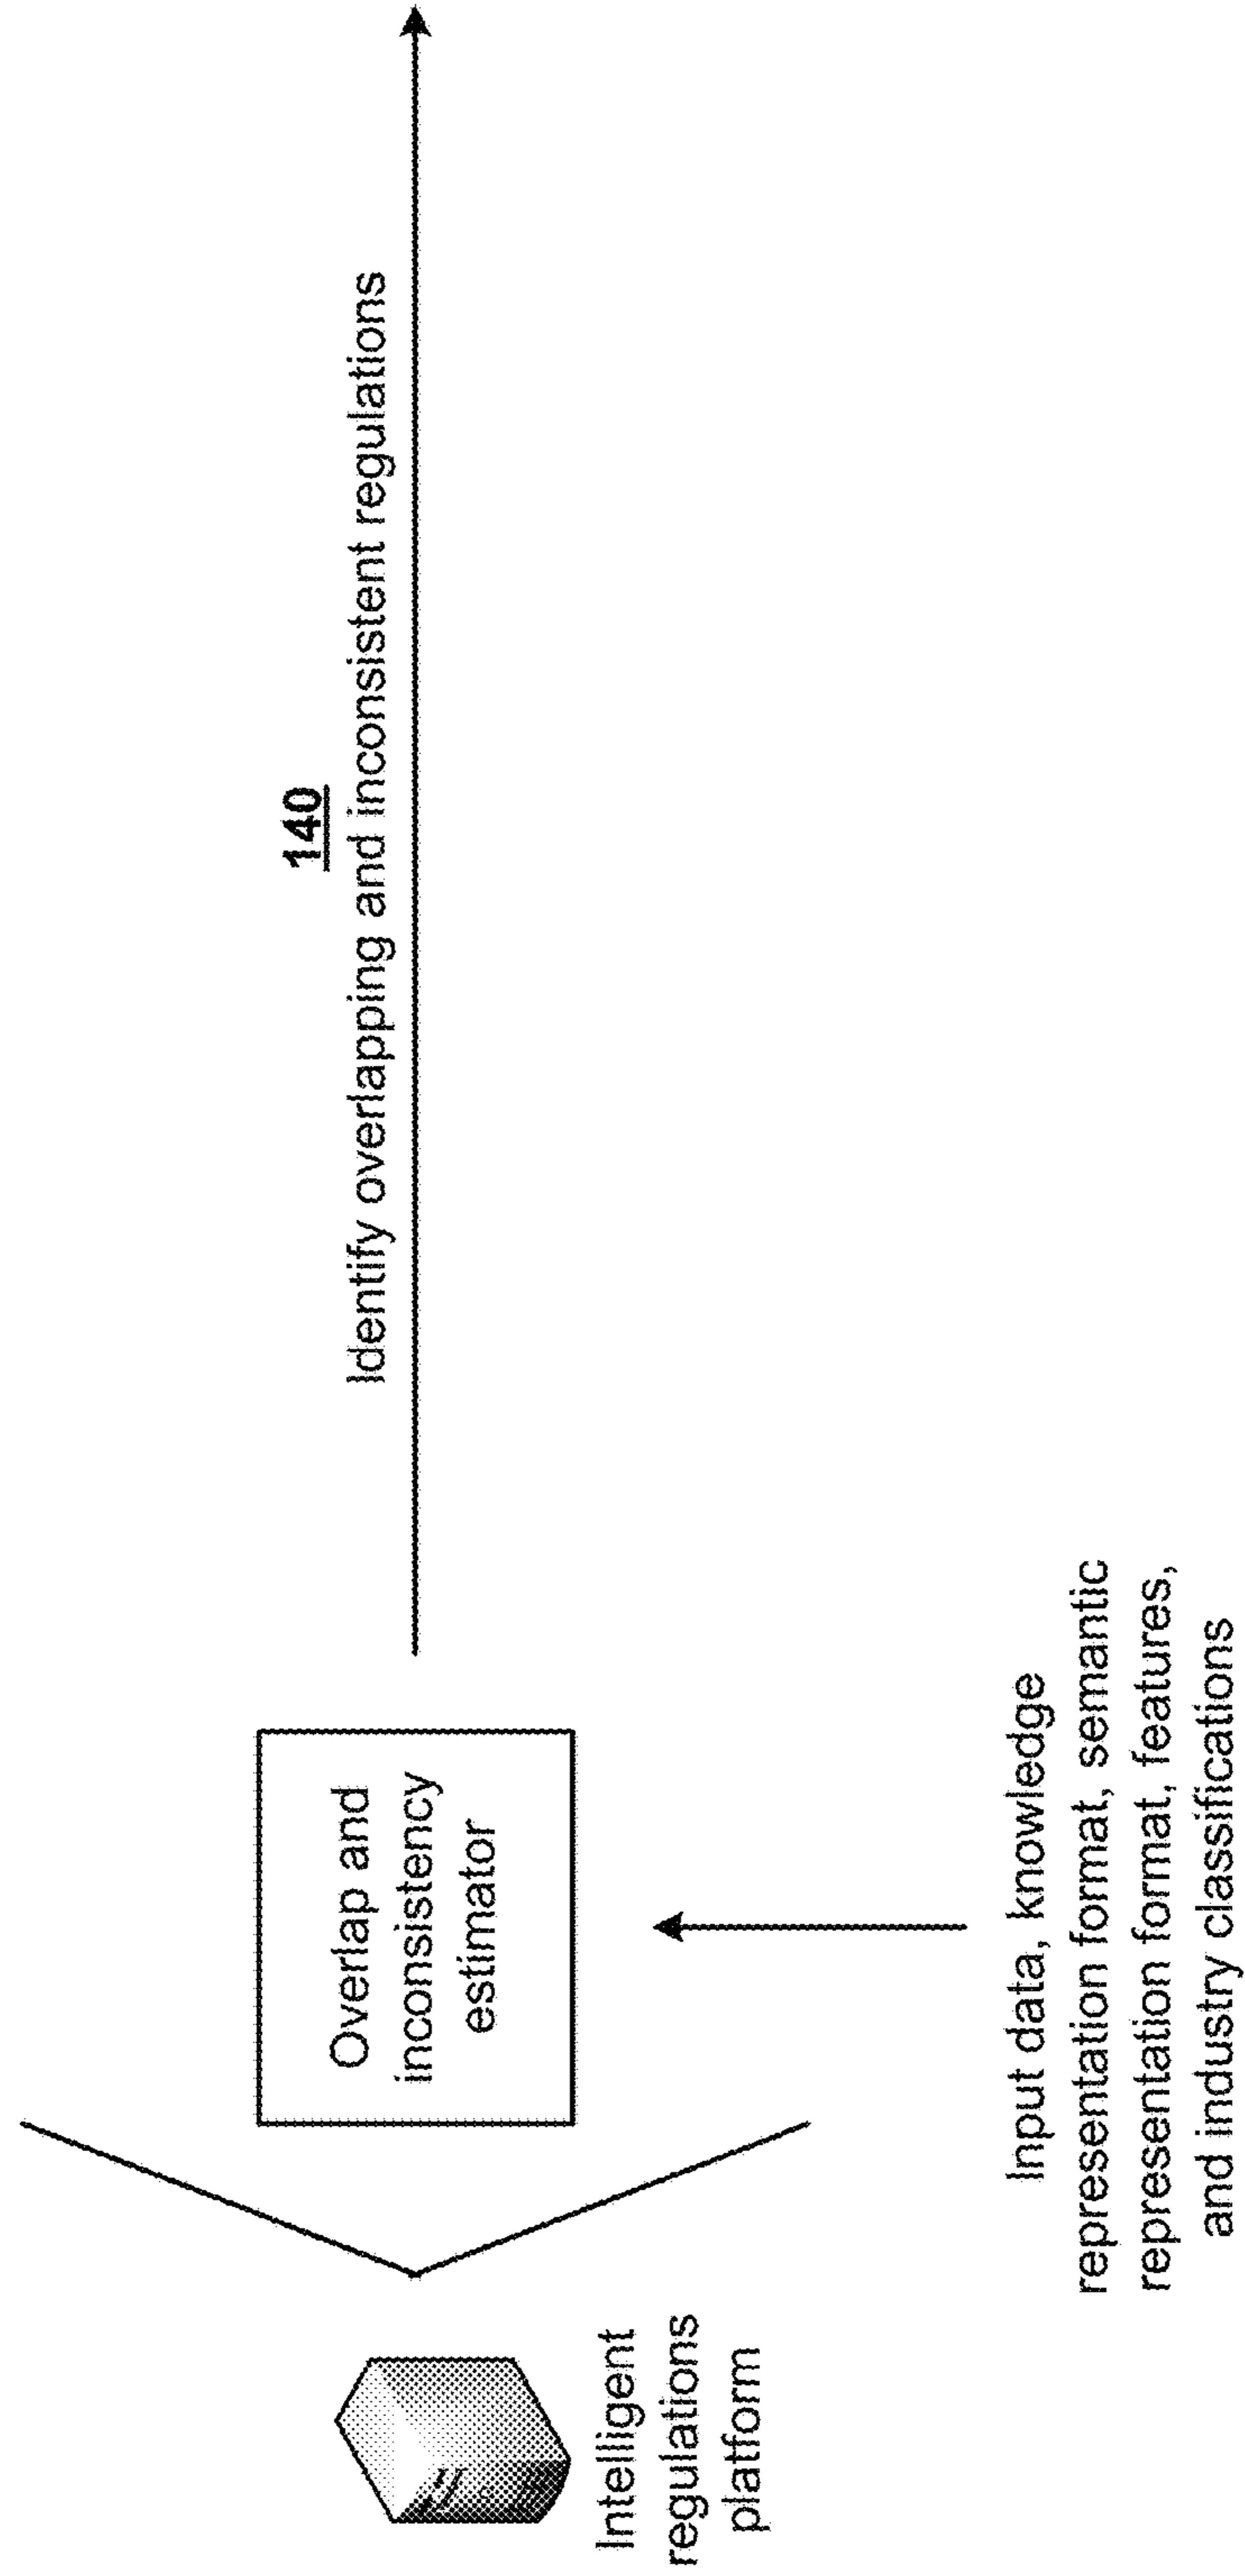 140
Identify overlapping and inconsistent regulations
Overlap and
inconsistency
estimator
Intelligent
regulations
platform
Input data, knowledge
representation format, semantic
representation format, features,
and industry classifications